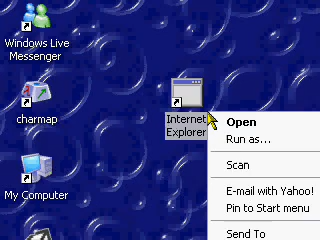 Windows Live
Messenger
charmap
My Computer
Internet
Explorer
Open
Run as...
Scan
E-mail with Yahoo!
Pin to Start menu
Send To